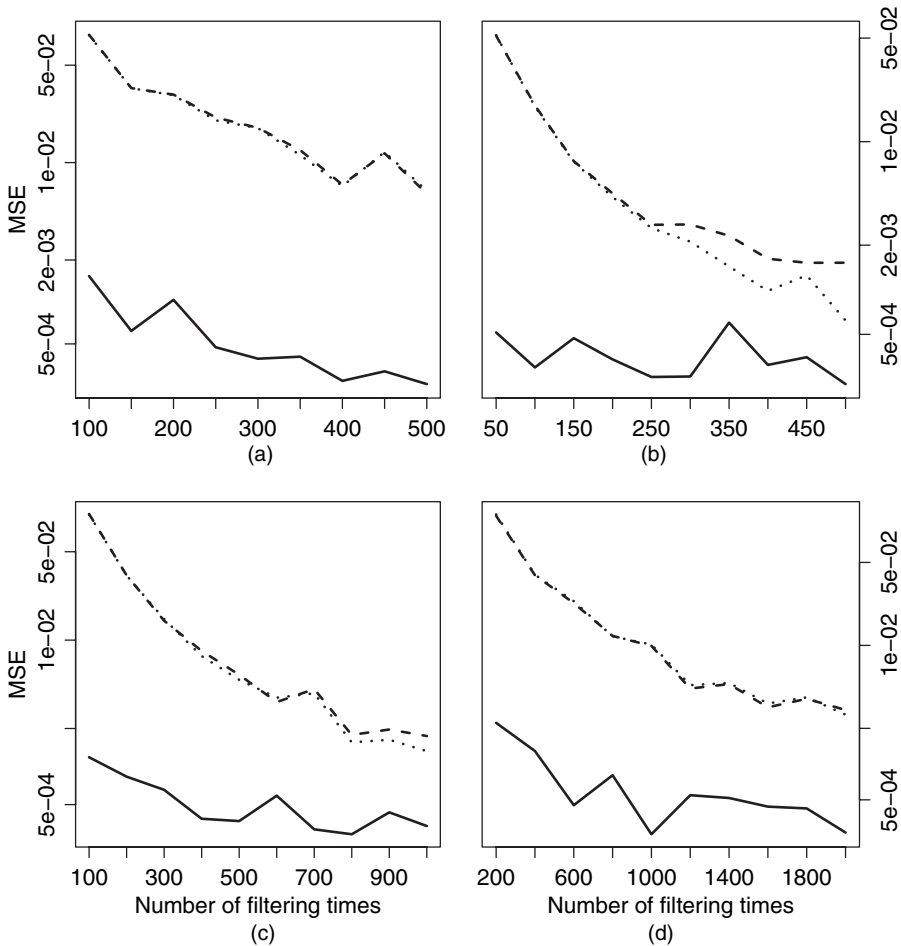 MSE
5e−02
1e−02
2e−03
5e−04
100 200 300 400 500
(a)
5e−02
1e−02
2e−03
5e−04
50 150 250 350 450
(b)
MSE
5e−02
1e−02
5e−04
100 300 500 700 900
Number of filtering times
(c)
5e−02
1e−02
5e−04
200 600 1000 1400 1800
Number of filtering times
(d)